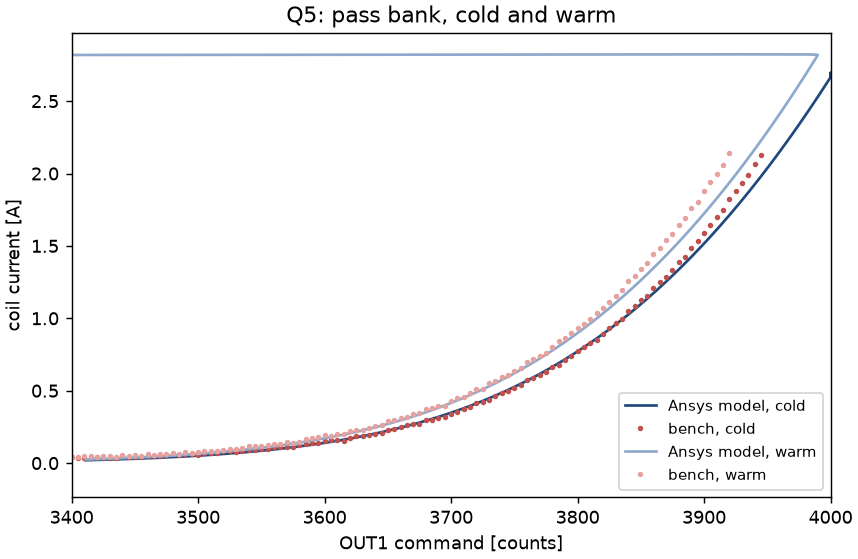 Q5: pass bank, cold and warm
coil current [A]
2.5
2.0
1.5
1.0
0.5
0.0
Ansys model, cold
bench, cold
Ansys model, warm
bench, warm
3400 3500 3600 3700 3800 3900 4000
OUT1 command [counts]